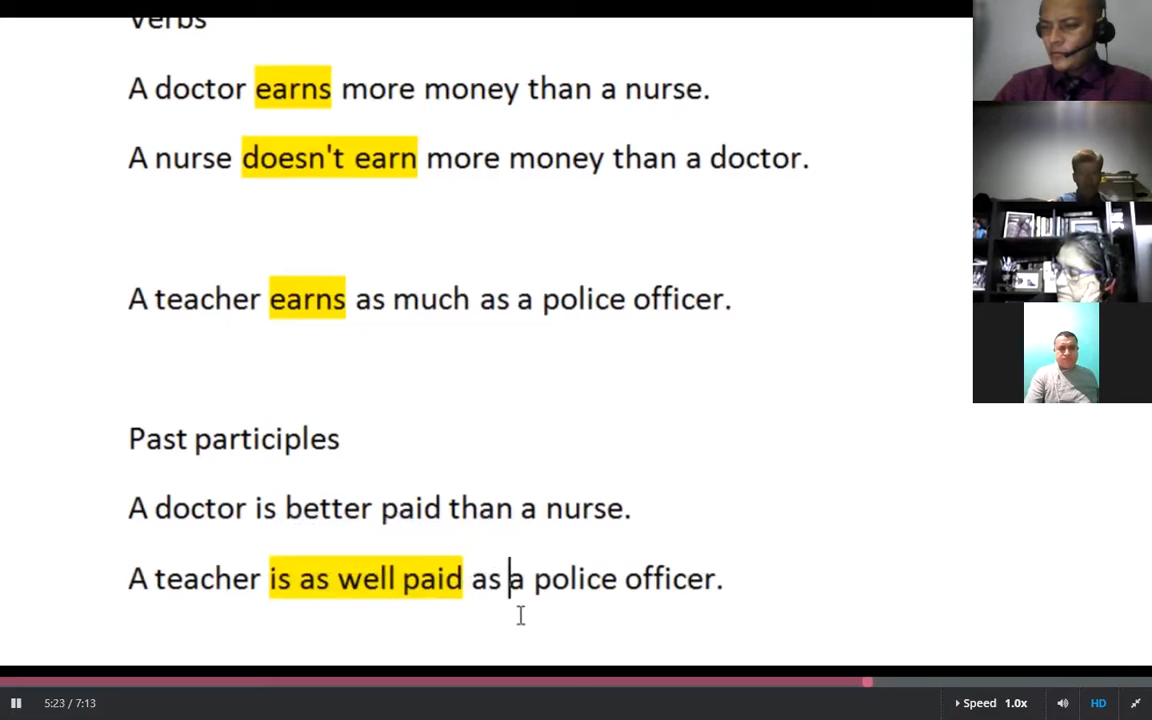 Verbs
A doctor earns more money than a nurse.
A nurse doesn't earn more money than a doctor.
A teacher earns as much as a police officer.
Past participles
A doctor is better paid than a nurse.
A teacher is as well paid as a police officer.
5:23 / 7:13
Speed 1.0x
HD